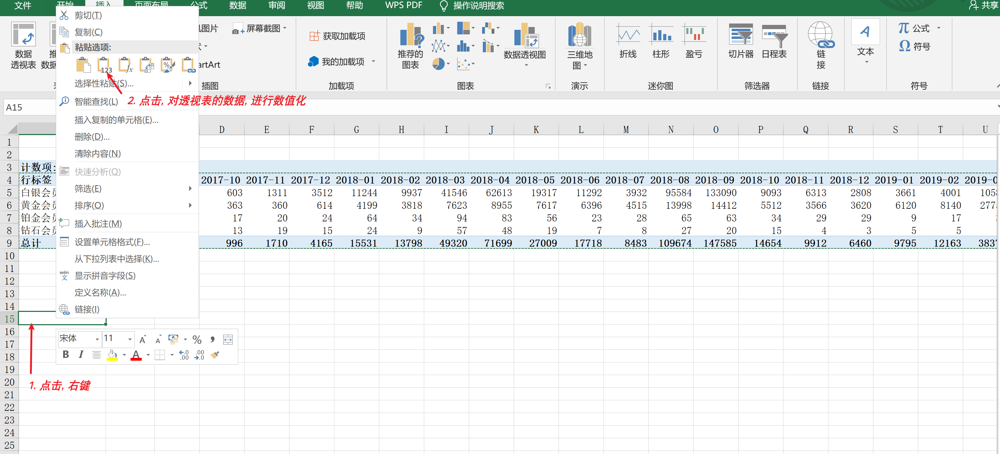 文件 开始 插入 页面布局 公式 数据 审阅 视图 帮助 WPS PDF 操作说明搜索 共享
数据
透视表
屏幕截图
artArt
插图
获取加载项
我的加载项
加载项
推荐的
图表
数据透视图
图表
三维地
图
演示
折线
柱形
盈亏
迷你图
切片器
日程表
筛选器
链
接
链接
文本
公式
符号
符号
剪切(T)
复制(C)
粘贴选项:
123
选择性粘贴(S)...
智能查找(L)
插入复制的单元格(E)...
删除(D)...
清除内容(N)
快速分析(Q)
筛选(E)
排序(O)
插入批注(M)
设置单元格格式(F)...
从下拉列表中选择(K)...
显示拼音字段(S)
定义名称(A)...
链接(I)
2. 点击, 对透视表的数据, 进行数值化
A15
D E F G H I J K L M N O P Q R S T U
1
2
3 计数项:
4 行标签 2017-10 2017-11 2017-12 2018-01 2018-02 2018-03 2018-04 2018-05 2018-06 2018-07 2018-08 2018-09 2018-10 2018-11 2018-12 2019-01 2019-02 2019-0
5 白银会员 603 1311 3512 11244 9937 41546 62613 19317 11292 3932 95584 133090 9093 6313 2808 3661 4001 105
6 黄金会员 363 360 614 4199 3818 7623 8955 7617 6396 4515 13998 14412 5512 3566 3620 6120 8140 277
7 铂金会员 17 20 24 64 34 94 83 56 23 28 65 63 34 29 29 9 17
8 钻石会员 13 19 15 24 9 57 48 19 7 8 27 20 15 4 3 5 5
9 总计 996 1710 4165 15531 13798 49320 71699 27009 17718 8483 109674 147585 14654 9912 6460 9795 12163 383
10
11
12
13
14
15
16
17
18
19
20
21
22
23
24
25
宋体 11 A A % ,
B I A
1. 点击, 右键